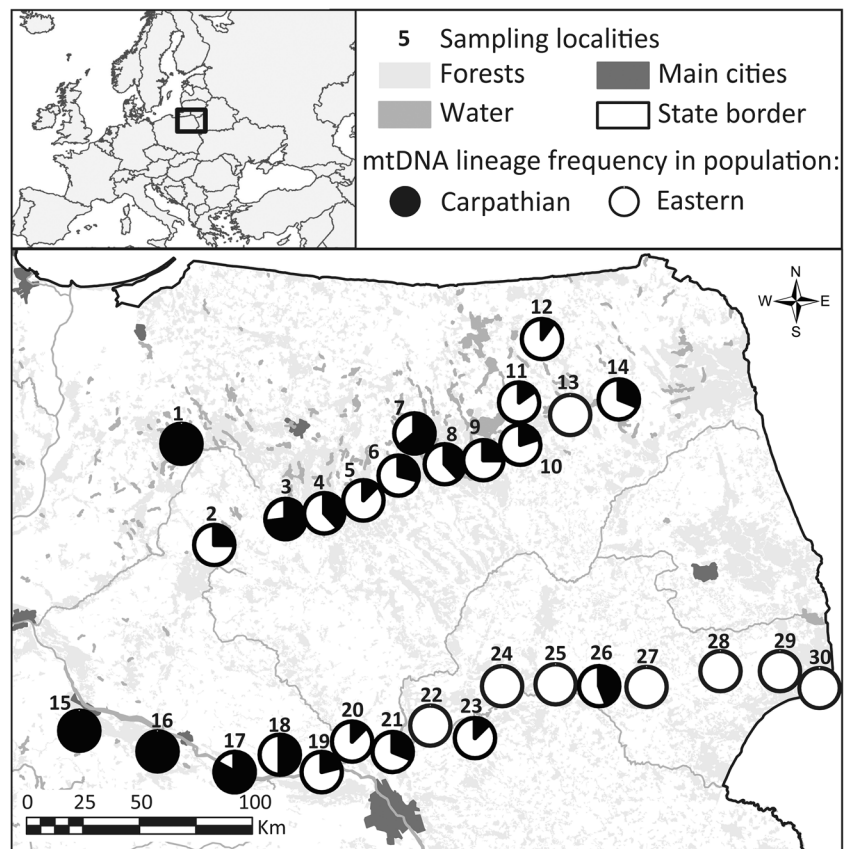 5 Sampling localities
Forests Main cities
Water State border
mtDNA lineage frequency in population:
Carpathian Eastern
N
W E
S
12
11 13 14
1 7
8 9
6 10
5
3 4
2
24 25 26 27 28 29 30
15 16
17 18 19 20 21 22 23
0 25 50 100
Km